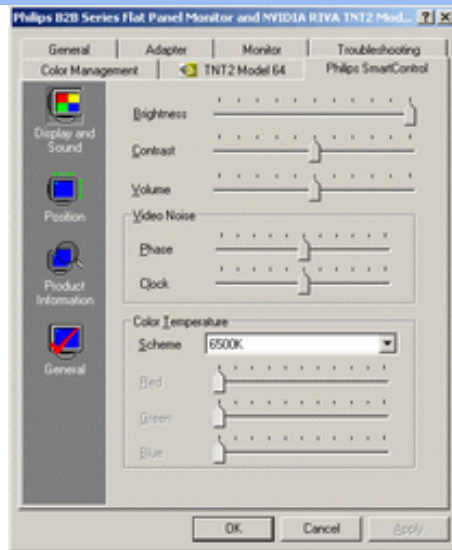 Philips B2B Series Flat Panel Monitor and NVIDIA RIVA TNT2 Mod...
General Adapter Monitor Troubleshooting
Color Management TNT2 Model 64 Philips SmartControl
Display and
Sound
Position
Product
Information
General
Brightness
Contrast
Volume
Video Noise
Phase
Clock
Color Temperature
Scheme 6500K
Red
Green
Blue
OK Cancel Apply